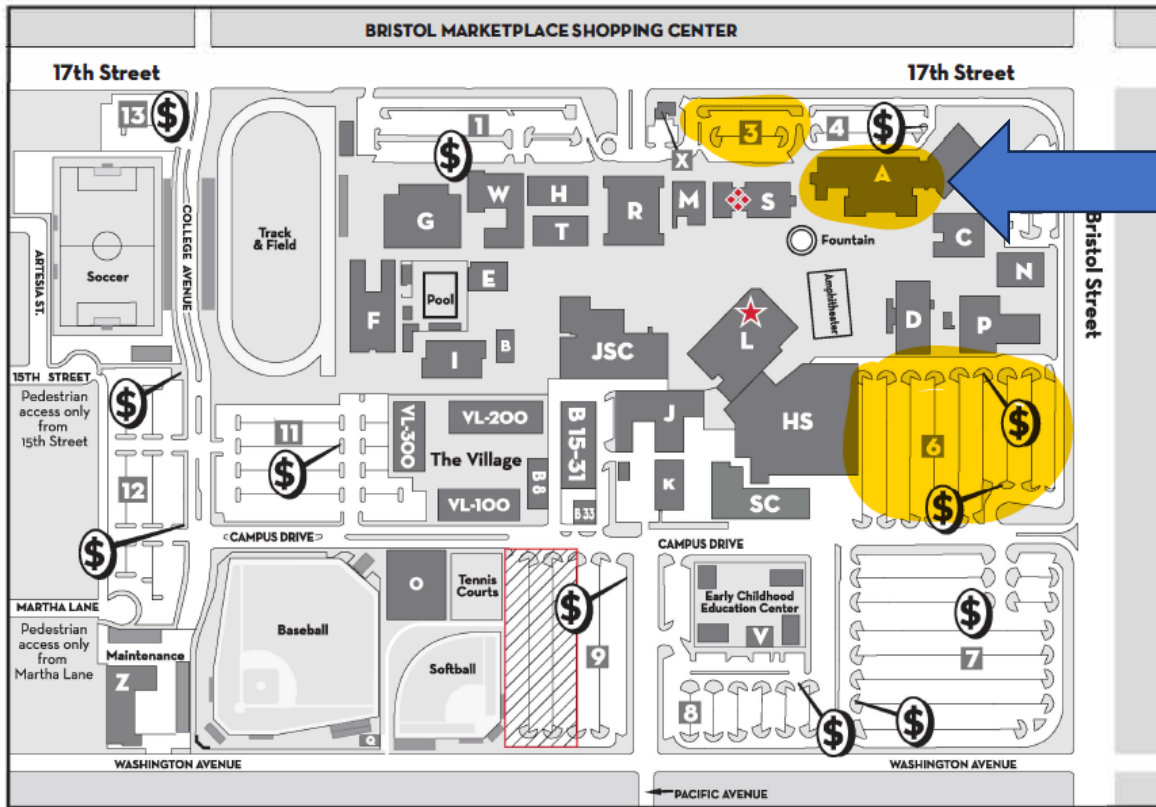 BRISTOL MARKETPLACE SHOPPING CENTER
17th Street
17th Street
13
$
1
$
3
4
$
X
A
W
H
M
S
G
R
T
C
Fountain
Track
& Field
COLLEGE AVENUE
ARTESIA ST.
Soccer
Bristol Street
N
E
Pool
Amphitheater
F
L
D
P
B
JSC
I
15TH STREET
Pedestrian
access only
from
15th Street
$
11
$
12
$
VL-300
VL-200
The Village
VL-100
B 8
B 15-31
B 33
J
K
HS
SC
6
$
$
CAMPUS DRIVE
CAMPUS DRIVE
MARTHA LANE
Pedestrian
access only
from
Martha Lane
Maintenance
Z
Baseball
O
Tennis
Courts
Softball
Q
$
9
Early Childhood
Education Center
V
8
$
$
7
$
WASHINGTON AVENUE
WASHINGTON AVENUE
PACIFIC AVENUE